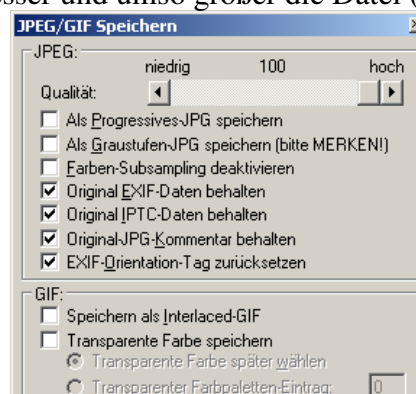 sser und umso größer die Datei (
JPEG/GIF Speichern
JPEG:
niedrig 100 hoch
Qualität:
Als Progressives-JPG speichern
Als Graustufen-JPG speichern (bitte MERKEN!)
Farben-Subsampling deaktivieren
Original EXIF-Daten behalten
Original IPTC-Daten behalten
Original-JPG-Kommentar behalten
EXIF-Orientation-Tag zurücksetzen
GIF:
Speichern als Interlaced-GIF
Transparente Farbe speichern
Transparente Farbe später wählen
Transparenter Farbpaletten-Eintrag: 0